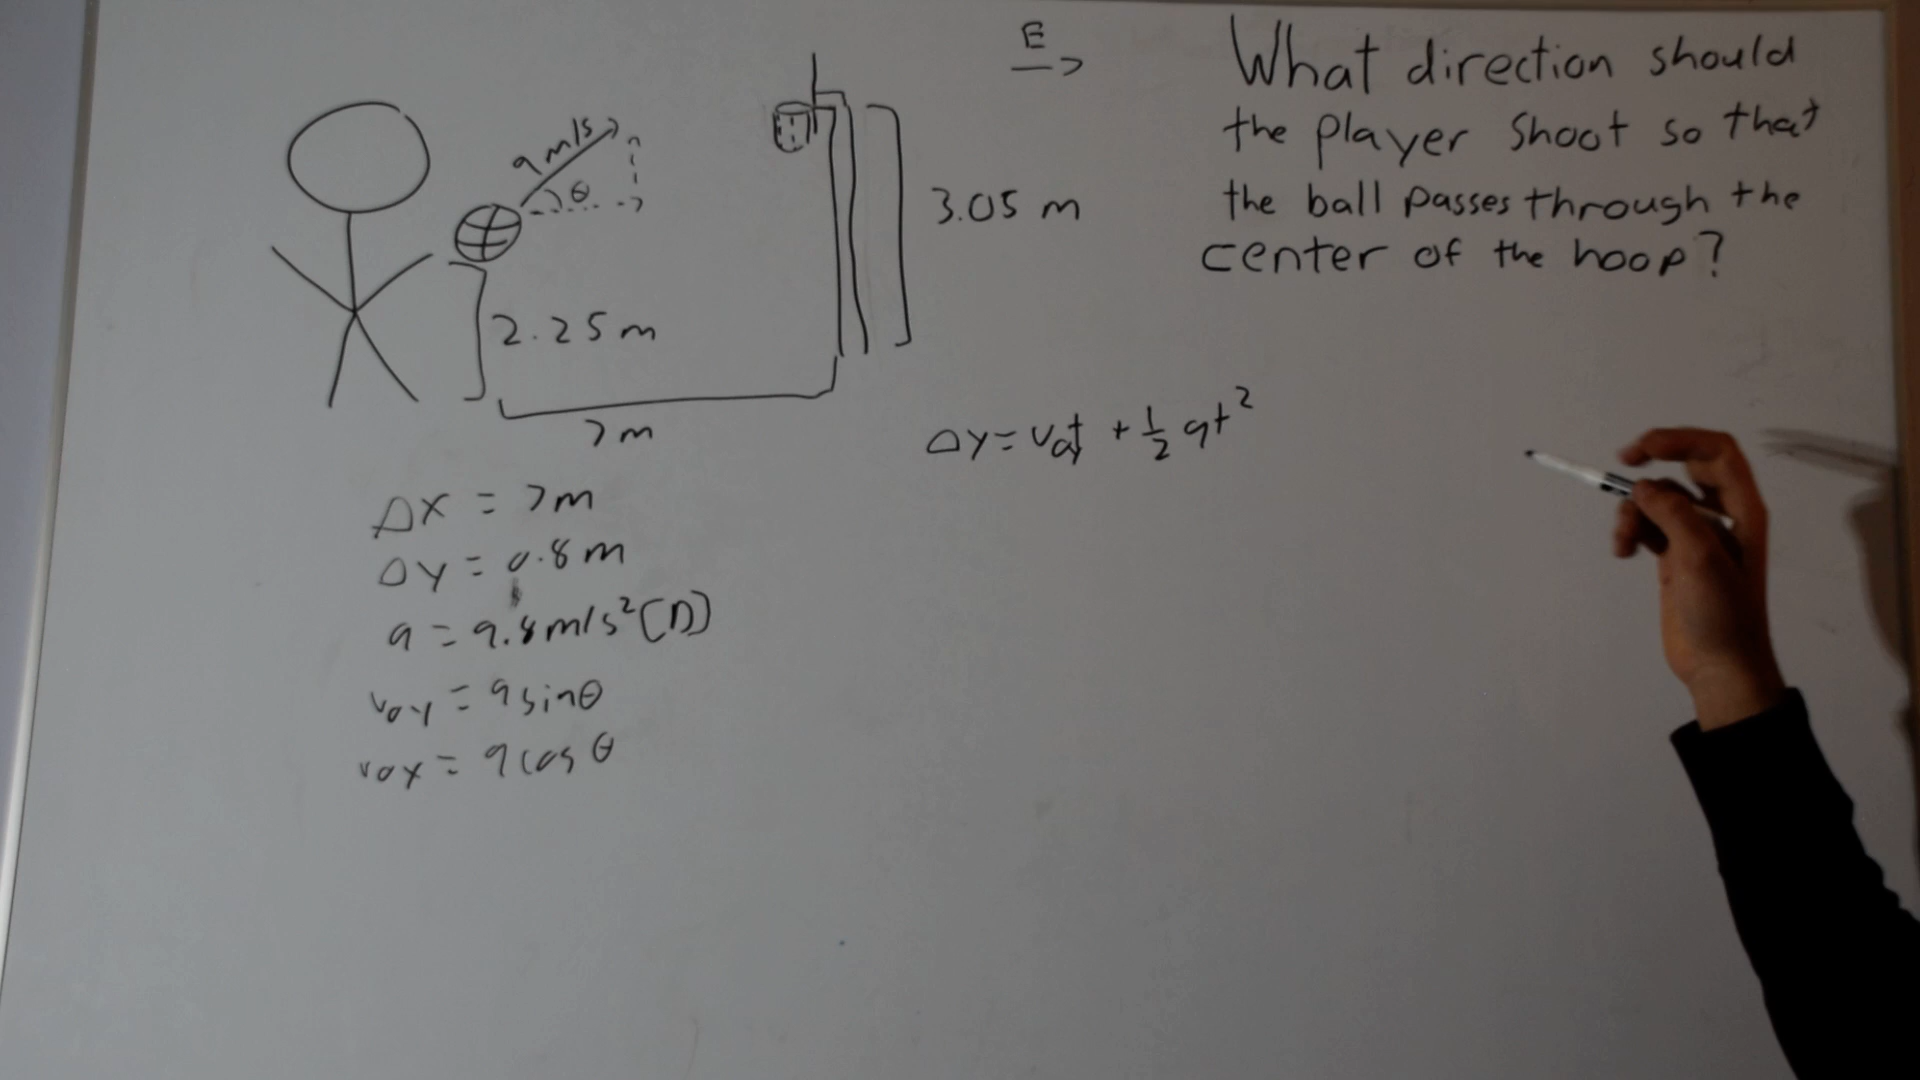 E
What direction should
the player shoot so that
the ball passes through the
center of the hoop?
9 m/s
θ
3.05 m
2.25 m
7 m
Δy = v₀yt + 1/2 at²
Δx = 7m
Δy = 0.8 m
a = 9.8 m/s² [D]
v₀y = 9 sinθ
v₀x = 9 cos θ